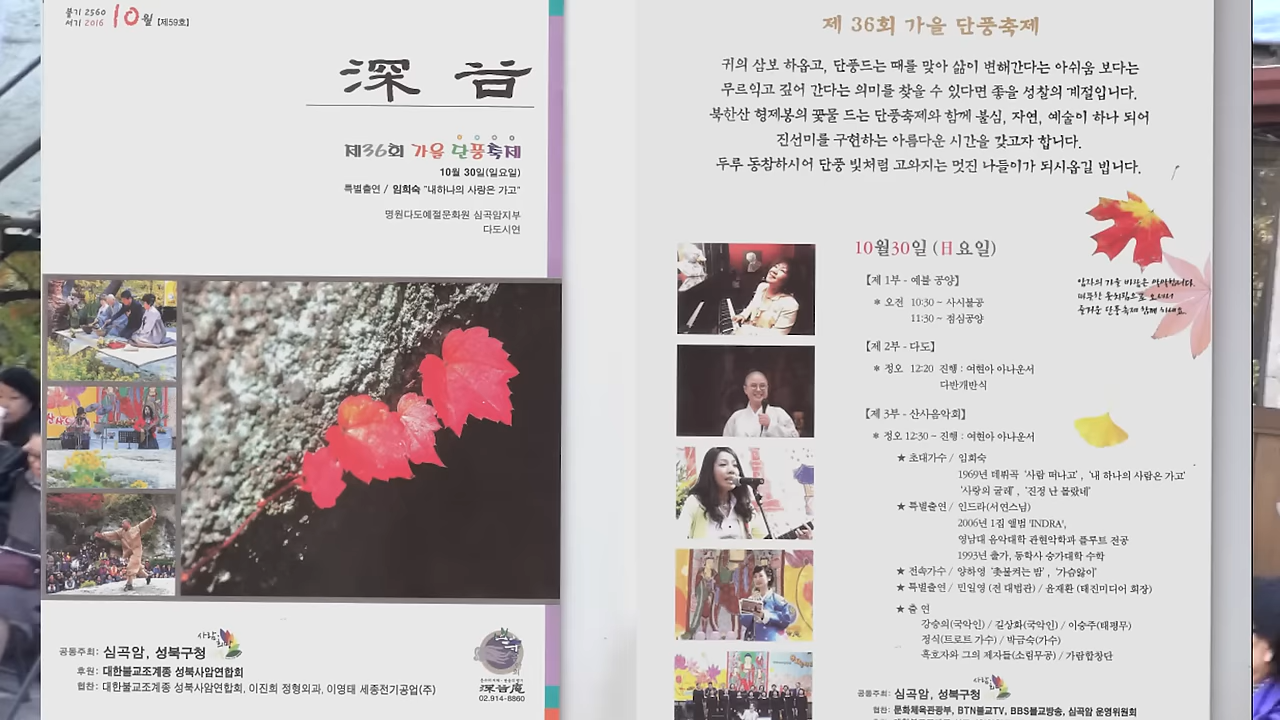 불기 2560
서기 2016 10월 【제59호】
深谷
제36회 가을 단풍축제
10월 30일(일요일)
특별출연 / 임희숙 "내하나의 사랑은 가고"
명원다도예절문화원 심곡암지부
다도시연
공동주최: 심곡암, 성북구청
후원: 대한불교조계종 성북사암연합회
협찬: 대한불교조계종 성북사암연합회, 이진희 정형외과, 이영태 세종전기공업(주)
02.914-8860
제 36회 가을 단풍축제
귀의 삼보 하옵고, 단풍드는 때를 맞아 삶이 변해간다는 아쉬움 보다는
무르익고 깊어 간다는 의미를 찾을 수 있다면 좋을 성찰의 계절입니다.
북한산 형제봉의 꽃물 드는 단풍축제와 함께 불심, 자연, 예술이 하나 되어
진선미를 구현하는 아름다운 시간을 갖고자 합니다.
두루 동참하시어 단풍 빛처럼 고와지는 멋진 나들이가 되시옵길 빕니다.
10월30일 (日요일)
【제 1부 - 예불 공양】
* 오전 10:30 ~ 사시불공
11:30 ~ 점심공양
【제 2부 - 다도】
* 정오 12:20 진행 : 여현아 아나운서
다반개반식
【제 3부 - 산사음악회】
* 정오 12:30 ~ 진행 : 여현아 아나운서
★ 초대가수 / 임희숙
1969년 데뷔곡 '사람 떠나고', '내 하나의 사람은 가고'
'사랑의 굴레', '진정 난 몰랐네'
★ 특별출연 / 인드라(서연스님)
2006년 1집 앨범 'INDRA',
영남대 음악대학 관현악학과 플루트 전공
1993년 출가, 동학사 승가대학 수학
★ 전속가수 / 양하영 '촛불켜는 밤', '가슴앓이'
★ 특별출연 / 민일영 (전 대법관) / 윤재환 (태진미디어 회장)
★ 출 연
강숭의(국악인) / 길상화(국악인) / 이승주(태평무)
정식(트로트 가수) / 박금숙(가수)
흑호자와 그의 제자들(소림무공) / 가람합창단
공동주최: 심곡암, 성북구청
협찬: 문화체육관광부, BTN불교TV, BBS불교방송, 심곡암 운영위원회